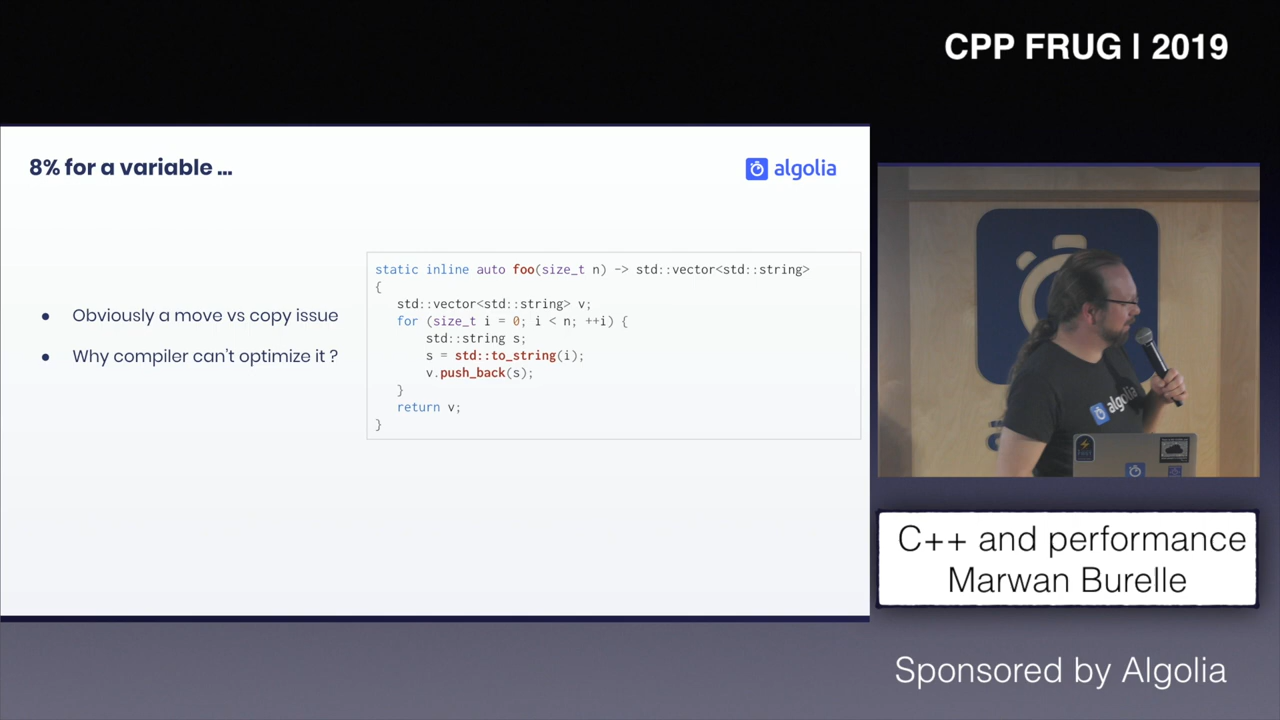 CPP FRUG | 2019
8% for a variable ...
algolia
• Obviously a move vs copy issue
• Why compiler can't optimize it ?
static inline auto foo(size_t n) -> std::vector<std::string>
{
std::vector<std::string> v;
for (size_t i = 0; i < n; ++i) {
std::string s;
s = std::to_string(i);
v.push_back(s);
}
return v;
}
algolia
C++ and performance
Marwan Burelle
Sponsored by Algolia